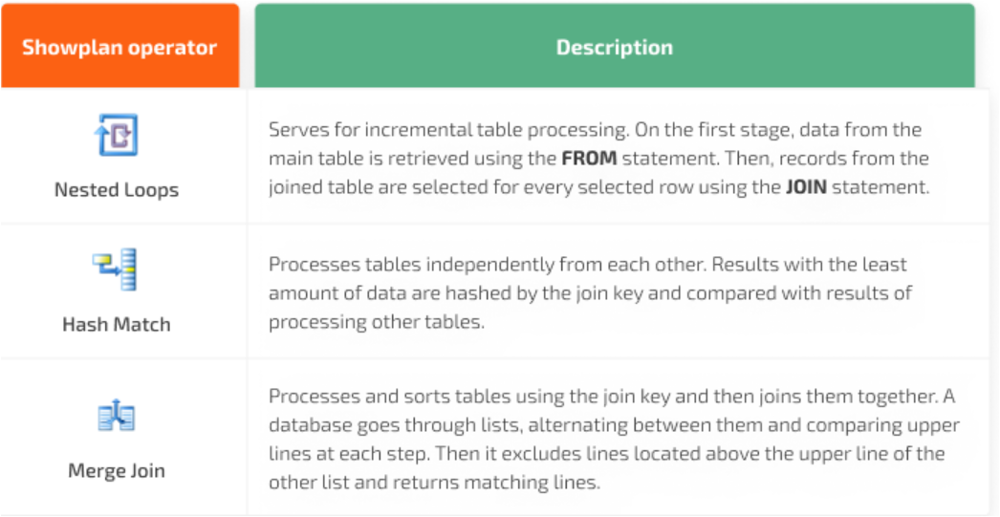 Showplan operator
Description
Nested Loops
Serves for incremental table processing. On the first stage, data from the
main table is retrieved using the FROM statement. Then, records from the
joined table are selected for every selected row using the JOIN statement.
Hash Match
Processes tables independently from each other. Results with the least
amount of data are hashed by the join key and compared with results of
processing other tables.
Merge Join
Processes and sorts tables using the join key and then joins them together. A
database goes through lists, alternating between them and comparing upper
lines at each step. Then it excludes lines located above the upper line of the
other list and returns matching lines.